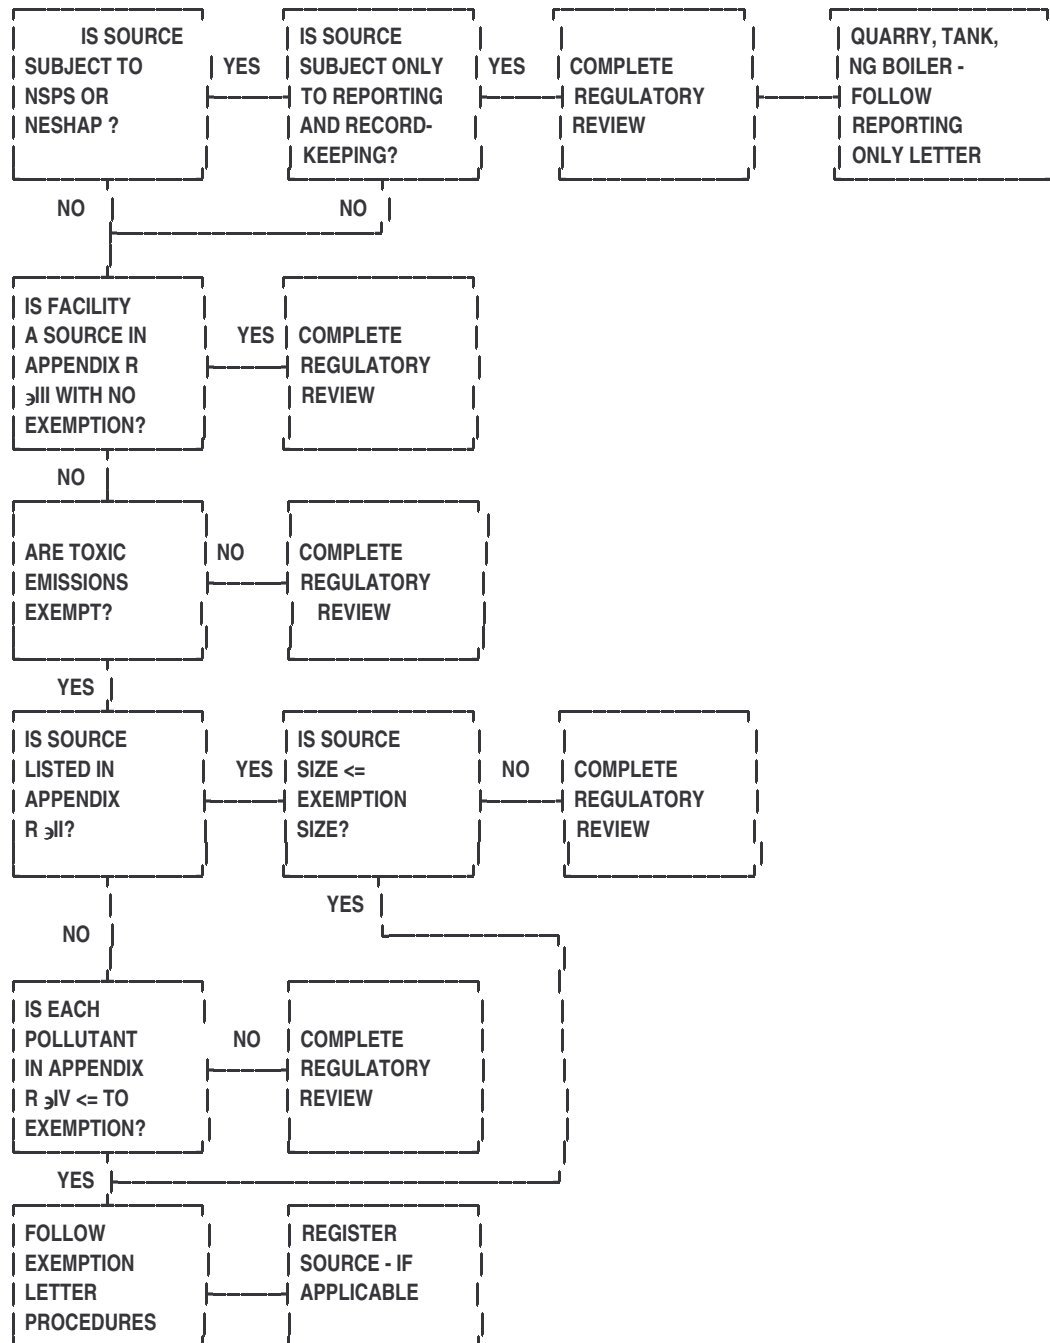 IS SOURCE
SUBJECT TO
NSPS OR
NESHAP ?
YES
IS SOURCE
SUBJECT ONLY
TO REPORTING
AND RECORD-
KEEPING?
YES
COMPLETE
REGULATORY
REVIEW
QUARRY, TANK,
NG BOILER -
FOLLOW
REPORTING
ONLY LETTER
NO
NO
IS FACILITY
A SOURCE IN
APPENDIX R
϶III WITH NO
EXEMPTION?
YES
COMPLETE
REGULATORY
REVIEW
NO
ARE TOXIC
EMISSIONS
EXEMPT?
NO
COMPLETE
REGULATORY
REVIEW
YES
IS SOURCE
LISTED IN
APPENDIX
R ϶II?
YES
IS SOURCE
SIZE <=
EXEMPTION
SIZE?
NO
COMPLETE
REGULATORY
REVIEW
YES
NO
IS EACH
POLLUTANT
IN APPENDIX
R ϶IV <= TO
EXEMPTION?
NO
COMPLETE
REGULATORY
REVIEW
YES
FOLLOW
EXEMPTION
LETTER
PROCEDURES
REGISTER
SOURCE - IF
APPLICABLE